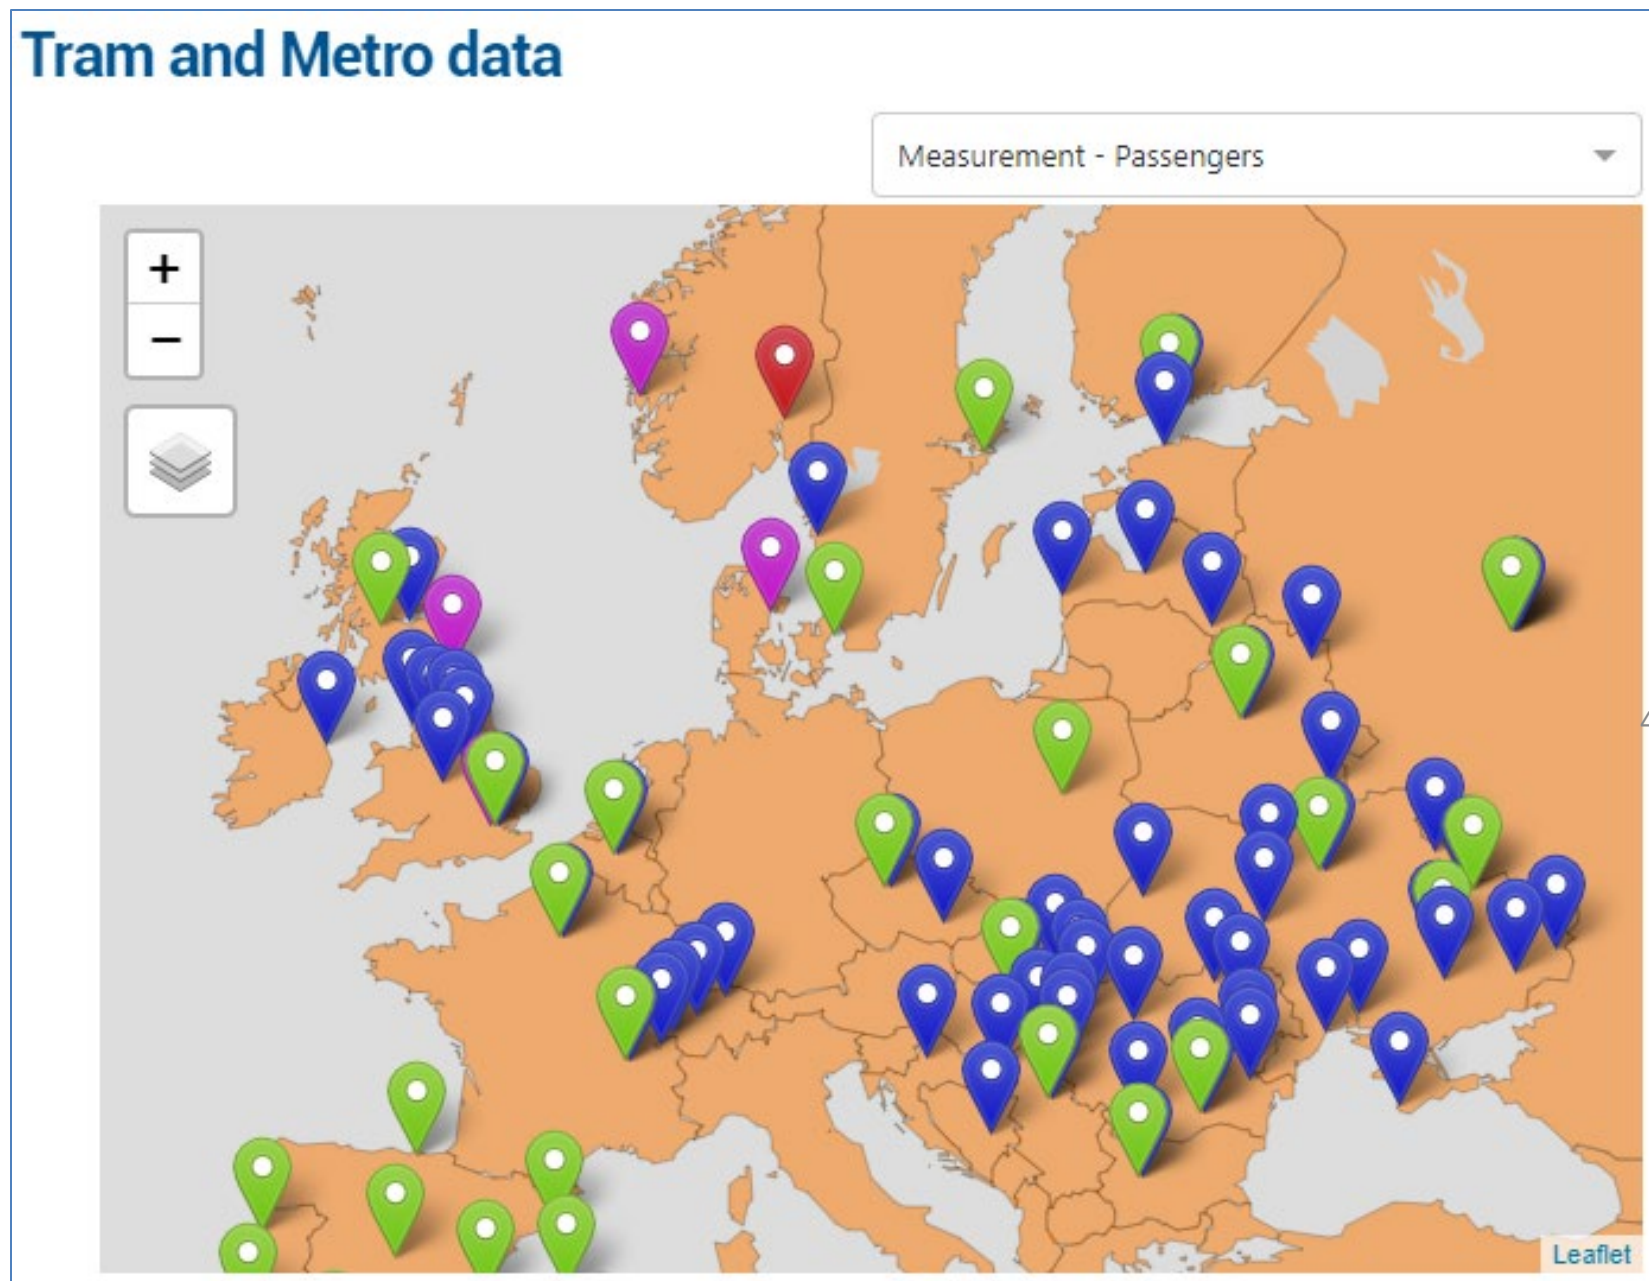 Tram and Metro data
Measurement - Passengers
+
−
Leaflet